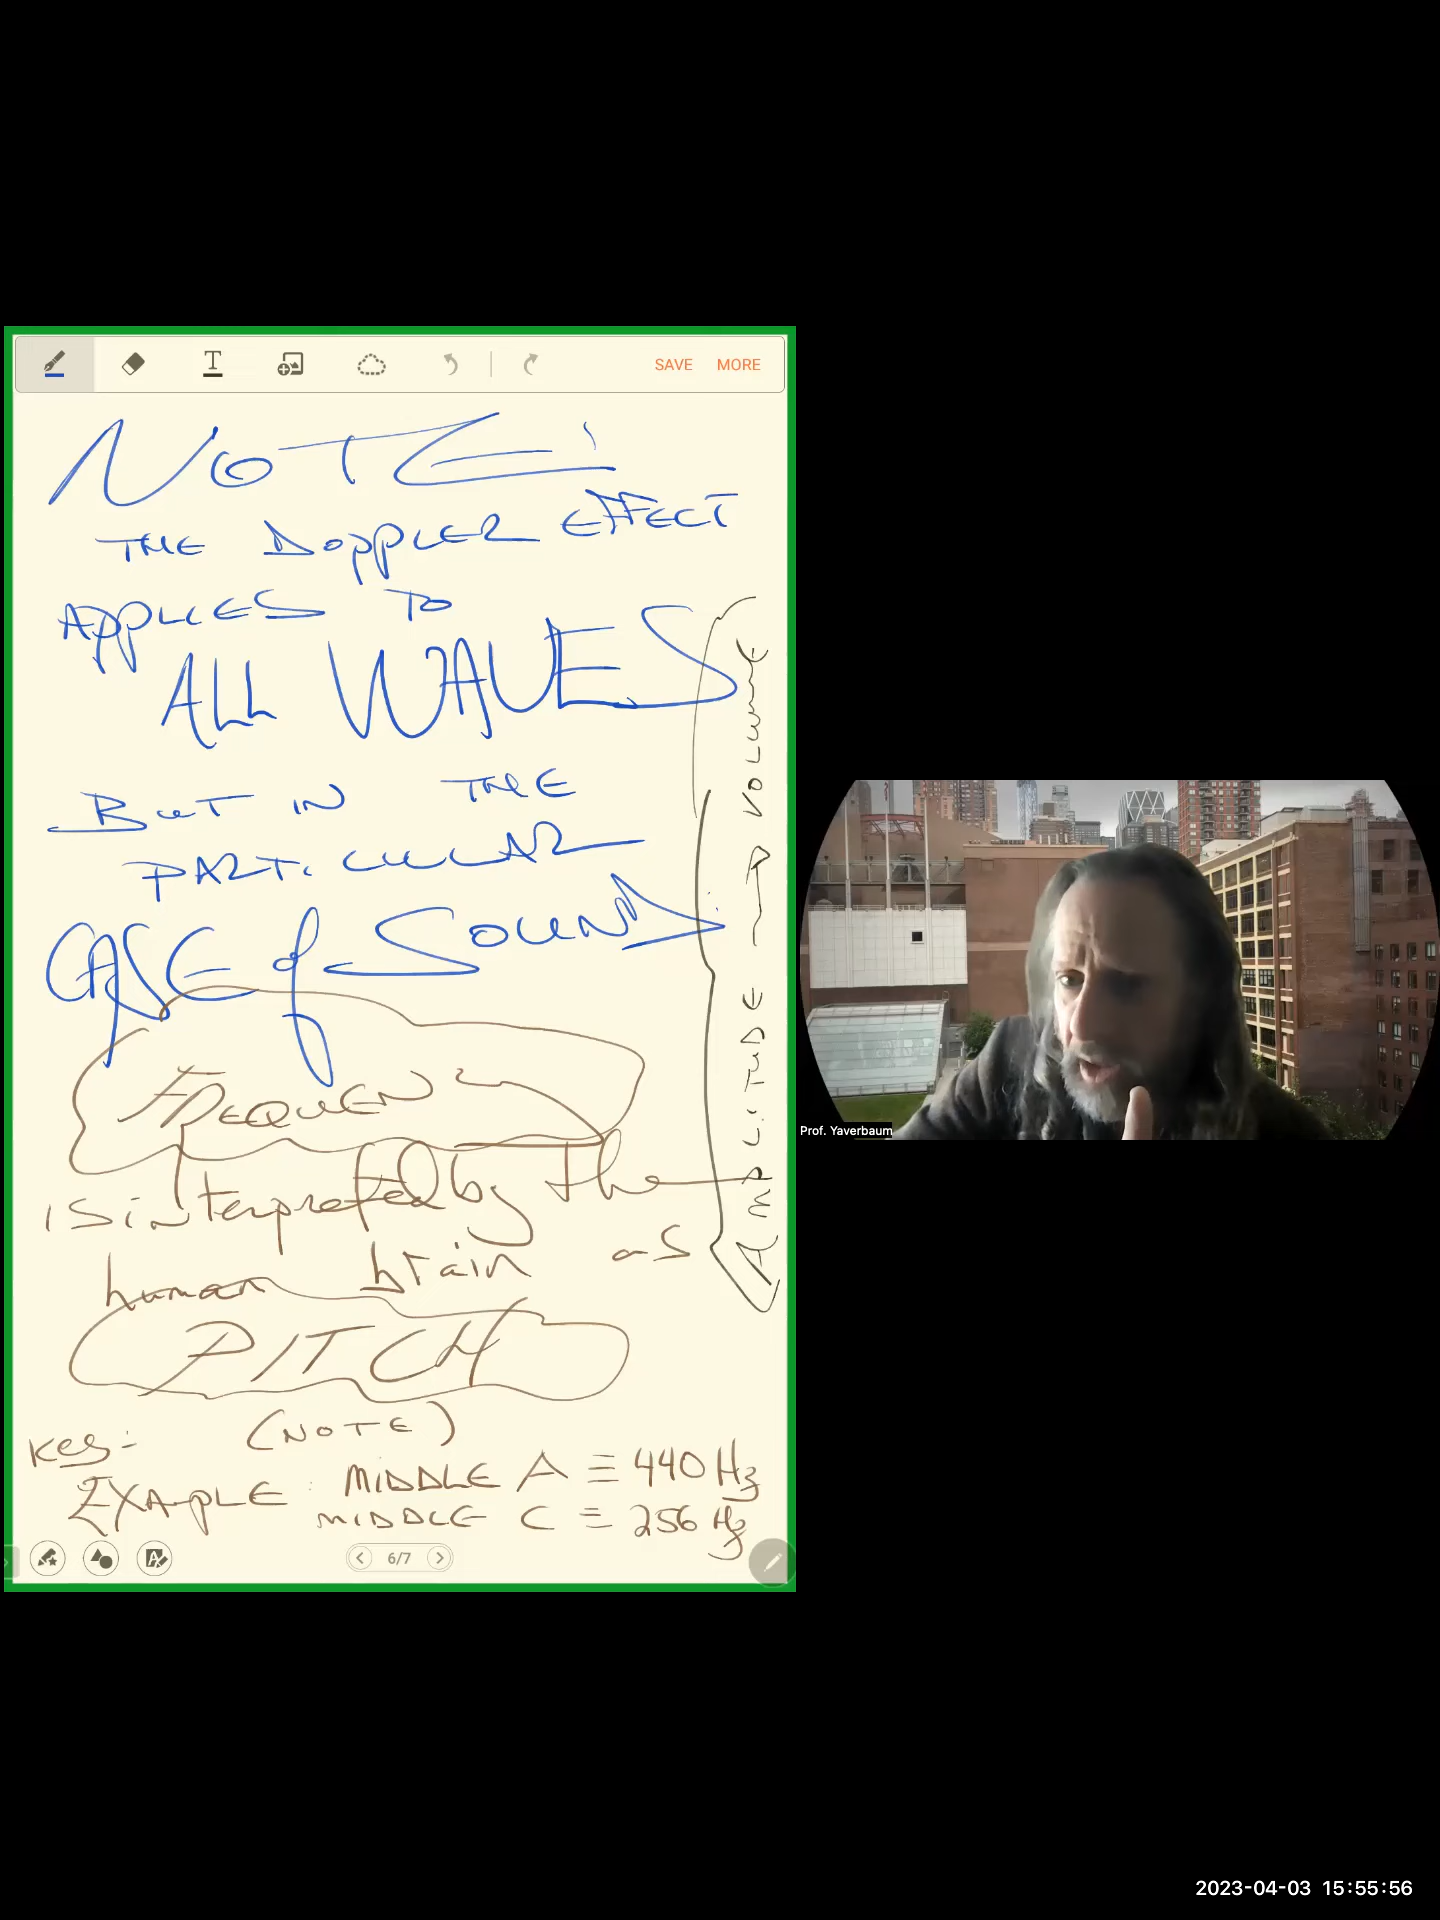 SAVE MORE
NOTE:
THE DOPPLER EFFECT
APPLIES TO
ALL WAVES
BUT IN THE
PARTICULAR
CASE of SOUND
FREQUENCY
is interpreted by the
human brain as
PITCH
(NOTE)
Key:
EXAMPLE: MIDDLE A ≡ 440 Hz
MIDDLE C ≡ 256 Hz
AMPLITUDE → VOLUME
6/7
Prof. Yaverbaum
2023-04-03 15:55:56